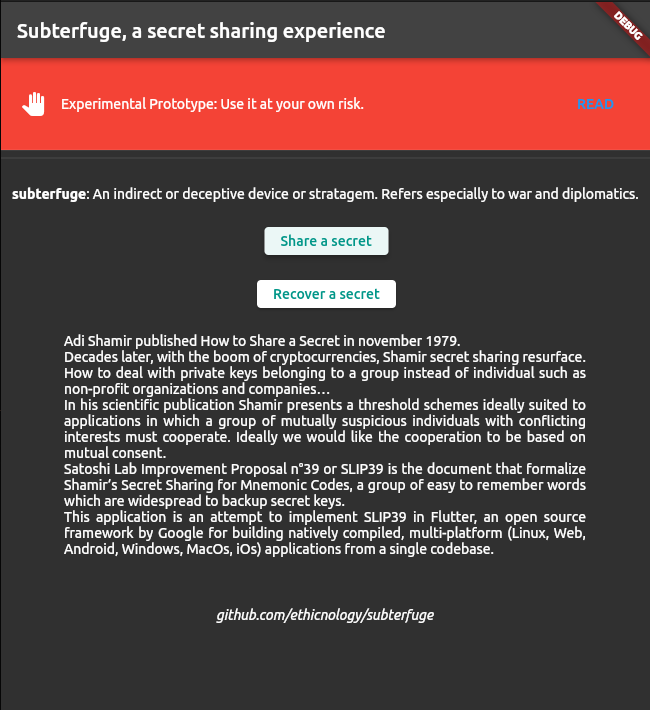 Subterfuge, a secret sharing experience
DEBUG
Experimental Prototype: Use it at your own risk.
READ
subterfuge: An indirect or deceptive device or stratagem. Refers especially to war and diplomatics.
Share a secret
Recover a secret
Adi Shamir published How to Share a Secret in november 1979.
Decades later, with the boom of cryptocurrencies, Shamir secret sharing resurface.
How to deal with private keys belonging to a group instead of individual such as
non-profit organizations and companies…
In his scientific publication Shamir presents a threshold schemes ideally suited to
applications in which a group of mutually suspicious individuals with conflicting
interests must cooperate. Ideally we would like the cooperation to be based on
mutual consent.
Satoshi Lab Improvement Proposal n°39 or SLIP39 is the document that formalize
Shamir’s Secret Sharing for Mnemonic Codes, a group of easy to remember words
which are widespread to backup secret keys.
This application is an attempt to implement SLIP39 in Flutter, an open source
framework by Google for building natively compiled, multi-platform (Linux, Web,
Android, Windows, MacOs, iOs) applications from a single codebase.
github.com/ethicnology/subterfuge